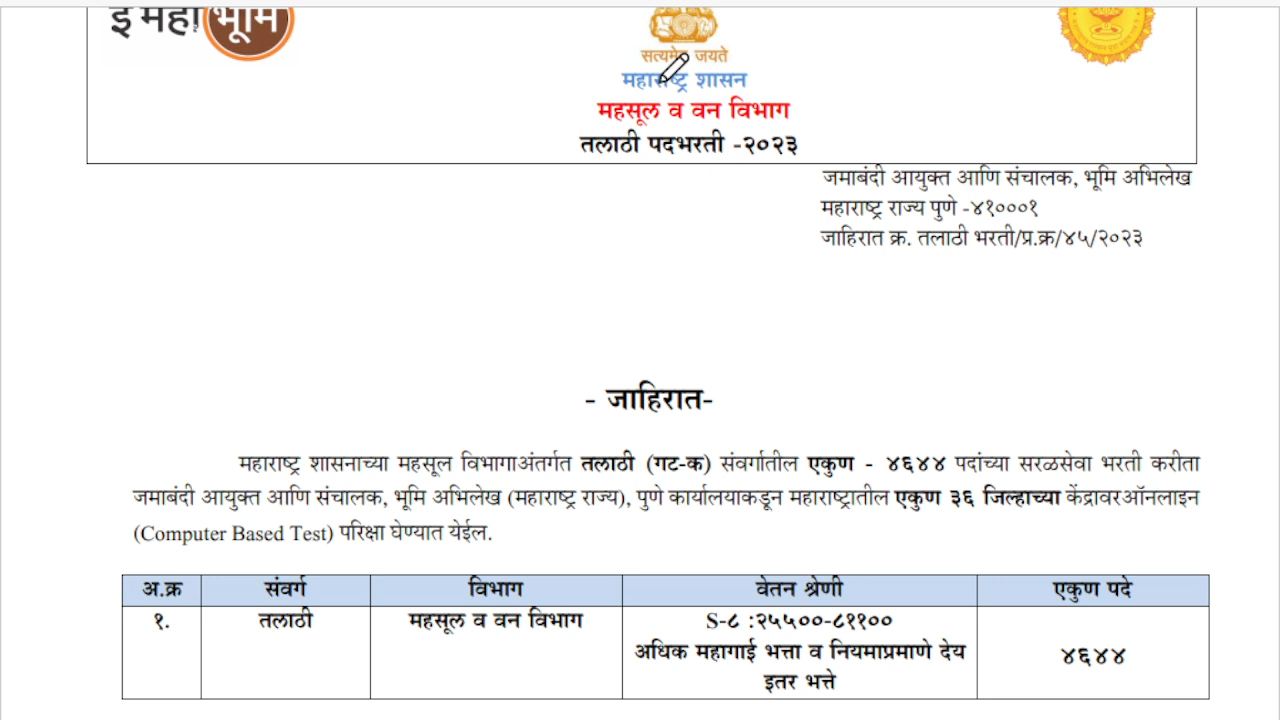 ई महा भूमि
सत्यमेव जयते
महाराष्ट्र शासन
महसूल व वन विभाग
तलाठी पदभरती -२०२३
जमाबंदी आयुक्त आणि संचालक, भूमि अभिलेख
महाराष्ट्र राज्य पुणे -४१०००१
जाहिरात क्र. तलाठी भरती/प्र.क्र/४५/२०२३
- जाहिरात-
महाराष्ट्र शासनाच्या महसूल विभागाअंतर्गत तलाठी (गट-क) संवर्गातील एकुण - ४६४४ पदांच्या सरळसेवा भरती करीता
जमाबंदी आयुक्त आणि संचालक, भूमि अभिलेख (महाराष्ट्र राज्य), पुणे कार्यालयाकडून महाराष्ट्रातील एकुण ३६ जिल्हाच्या केंद्रावरऑनलाइन
(Computer Based Test) परिक्षा घेण्यात येईल.
अ.क्र संवर्ग विभाग वेतन श्रेणी एकुण पदे
१. तलाठी महसूल व वन विभाग S-८ :२५५००-८११००
अधिक महागाई भत्ता व नियमाप्रमाणे देय
इतर भत्ते
४६४४